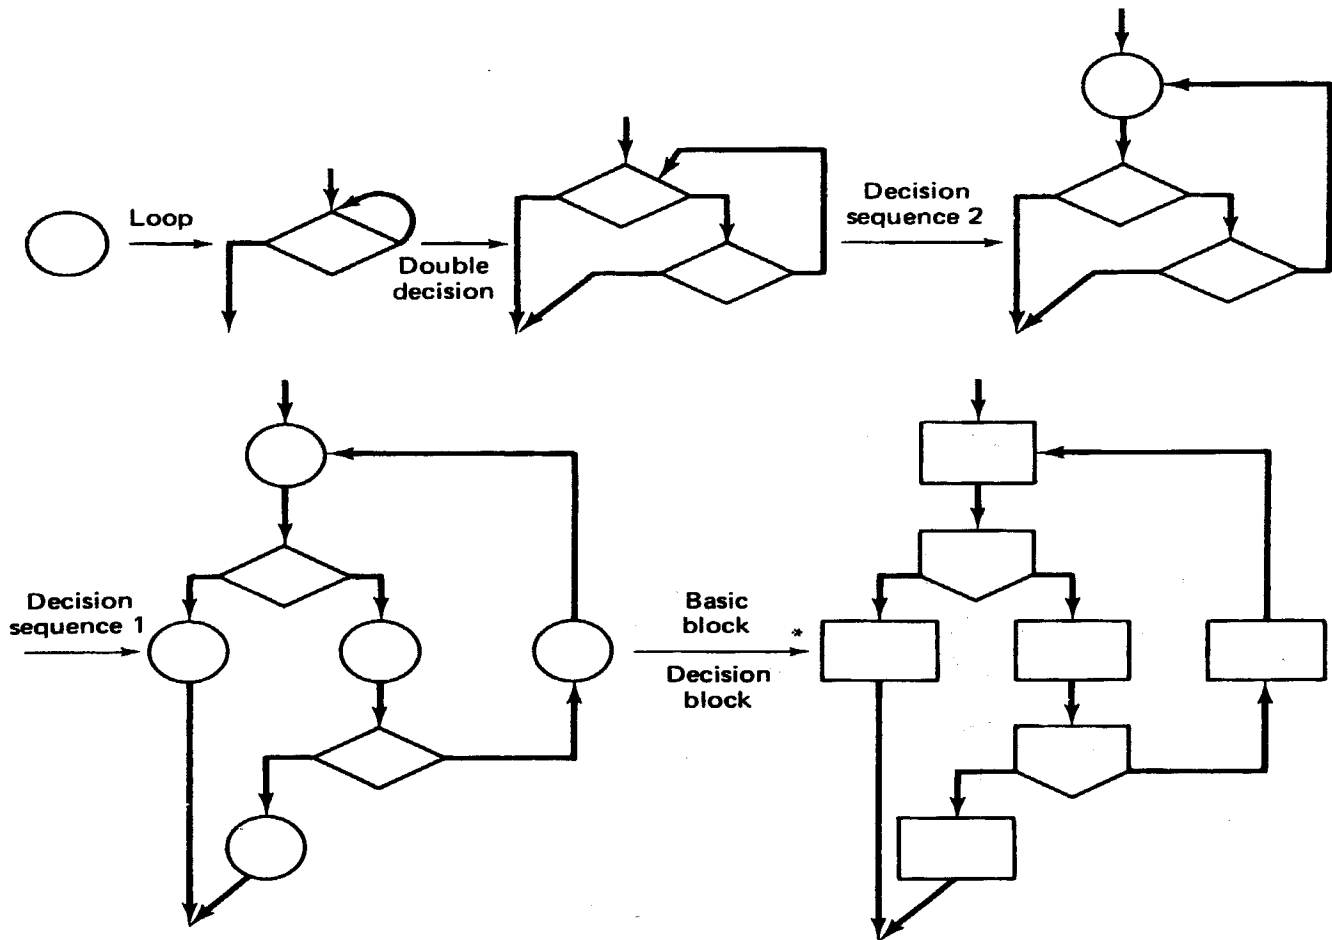 Loop
Double
decision
Decision
sequence 2
Decision
sequence 1
Basic
block
*
Decision
block